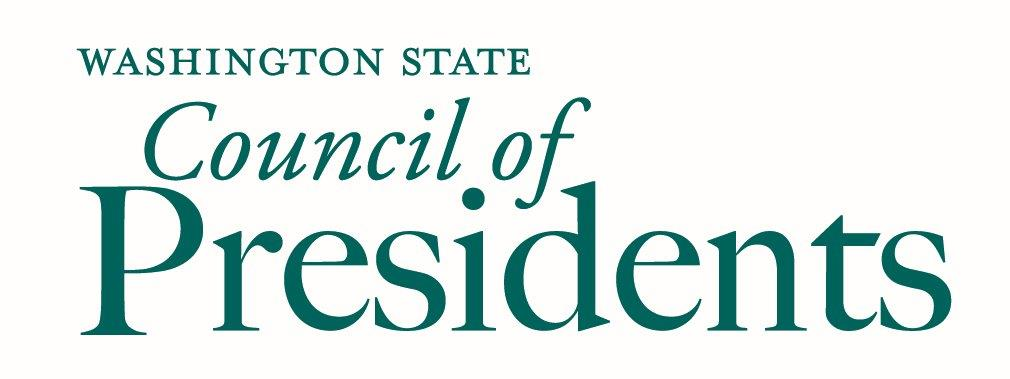 WASHINGTON STATE
Council of
Presidents